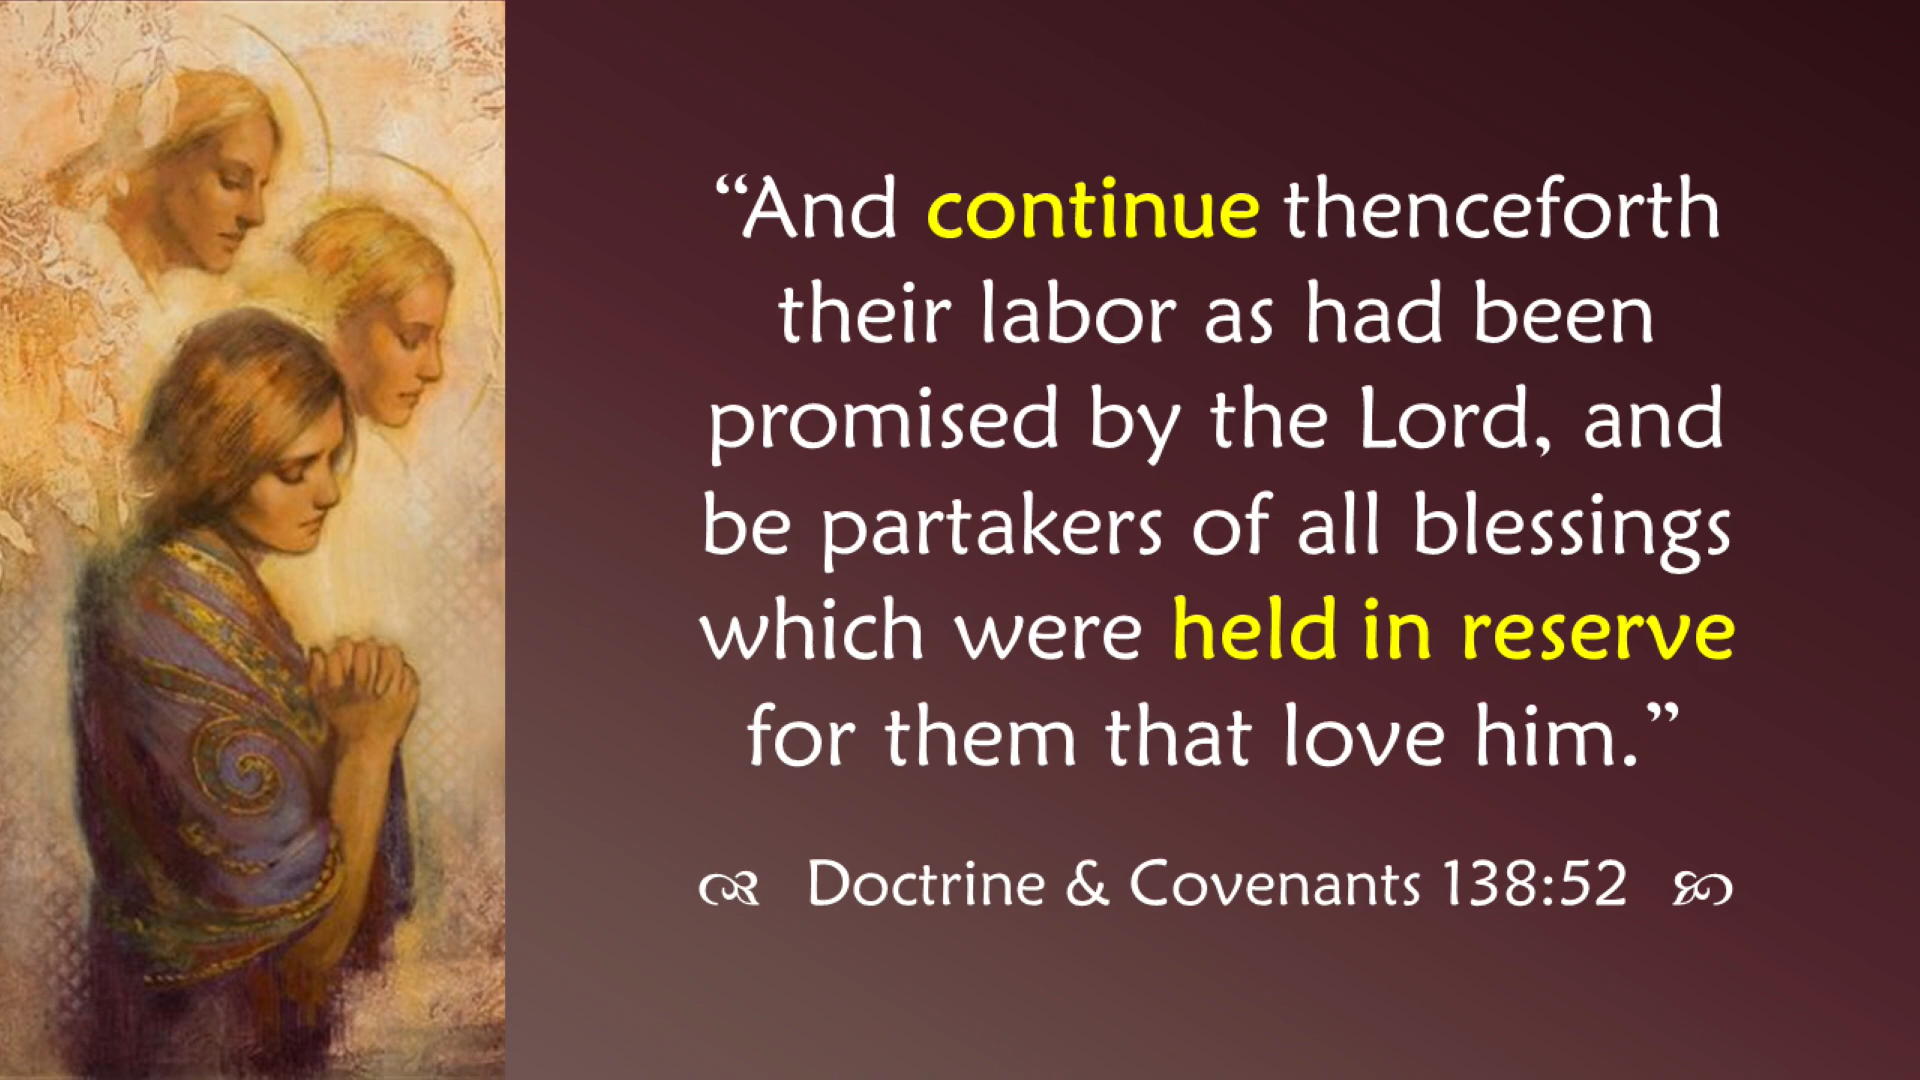 “And continue thenceforth
their labor as had been
promised by the Lord, and
be partakers of all blessings
which were held in reserve
for them that love him.”
Doctrine & Covenants 138:52